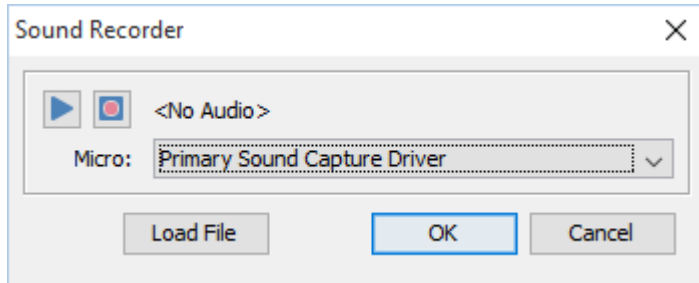 Sound Recorder
<No Audio>
Micro: Primary Sound Capture Driver
Load File OK Cancel